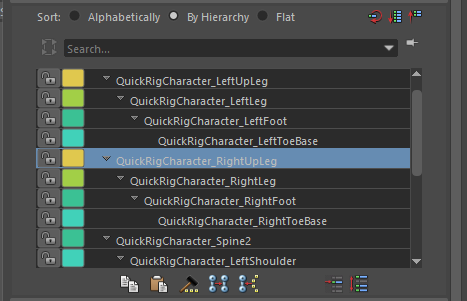 Sort: Alphabetically By Hierarchy Flat
Search...
QuickRigCharacter_LeftUpLeg
QuickRigCharacter_LeftLeg
QuickRigCharacter_LeftFoot
QuickRigCharacter_LeftToeBase
QuickRigCharacter_RightUpLeg
QuickRigCharacter_RightLeg
QuickRigCharacter_RightFoot
QuickRigCharacter_RightToeBase
QuickRigCharacter_Spine2
QuickRigCharacter_LeftShoulder